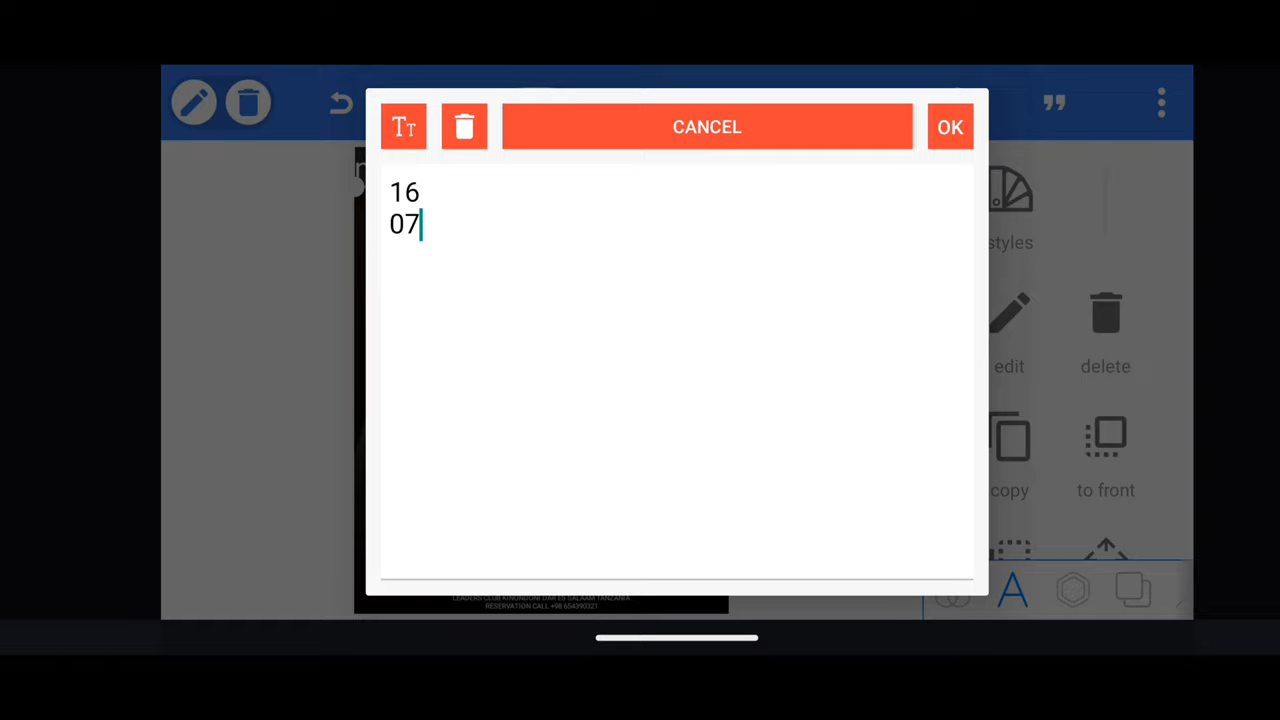 Tт
CANCEL
OK
16
07
styles
edit
delete
copy
to front
A
LEADERS CLUB KINONDONI DAR ES SALAAM TANZANIA
RESERVATION CALL +98 654390321